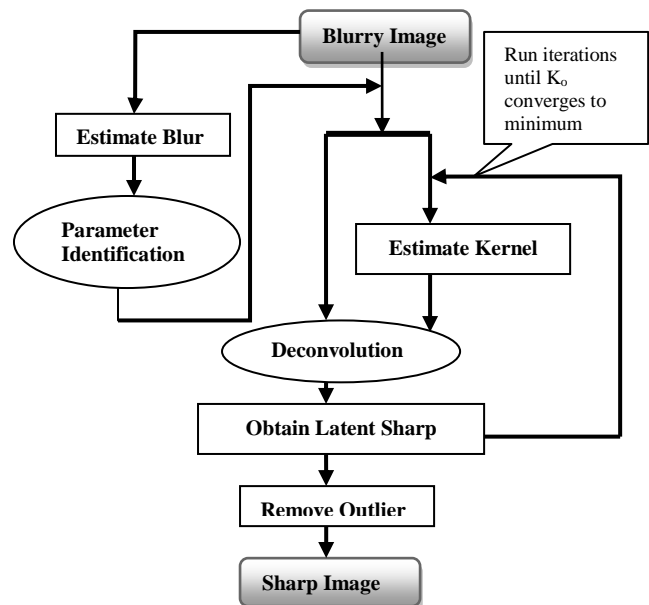 Blurry Image
Run iterations
until Kₒ
converges to
minimum
Estimate Blur
Parameter
Identification
Estimate Kernel
Deconvolution
Obtain Latent Sharp
Remove Outlier
Sharp Image